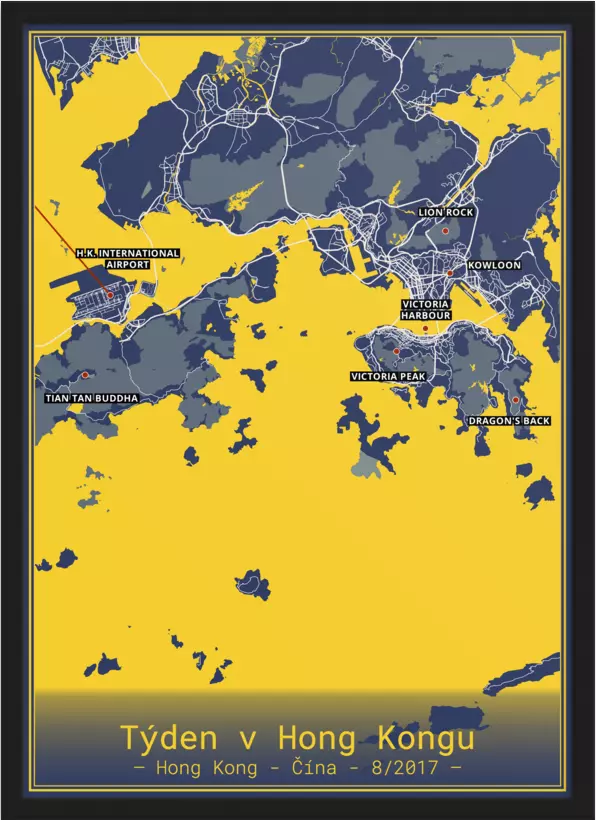 LION ROCK
H.K. INTERNATIONAL
AIRPORT
KOWLOON
VICTORIA
HARBOUR
VICTORIA PEAK
TIAN TAN BUDDHA
DRAGON'S BACK
Týden v Hong Kongu
— Hong Kong - Čína - 8/2017 —